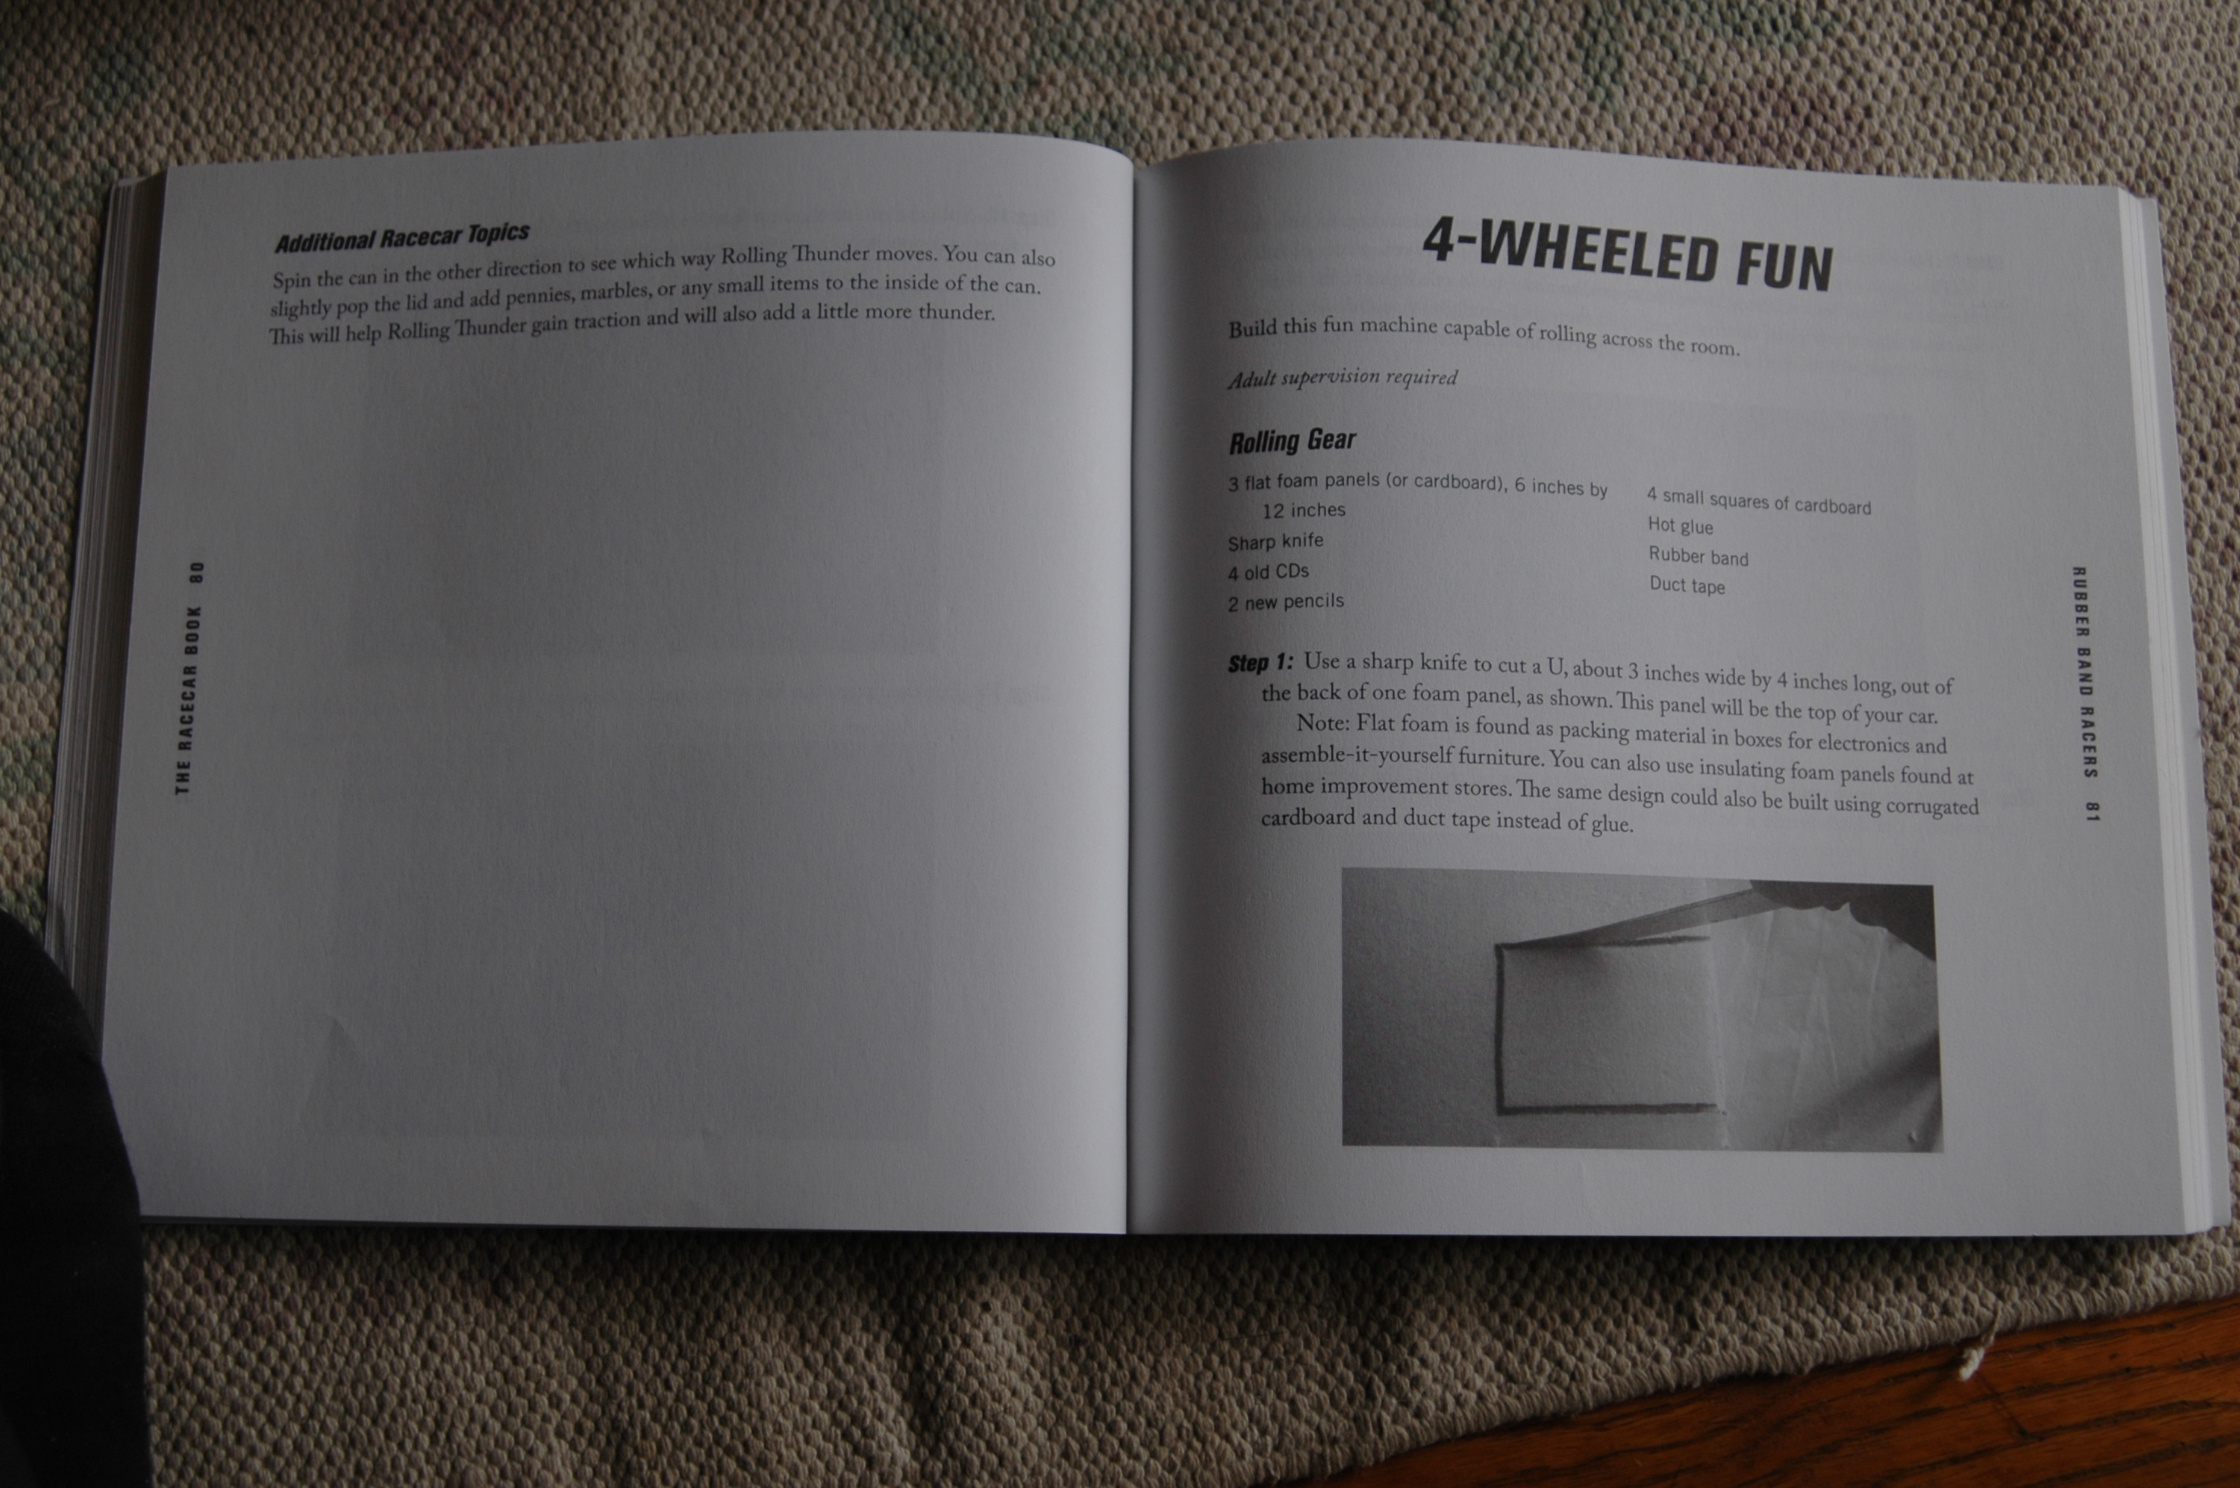 Additional Racecar Topics
Spin the can in the other direction to see which way Rolling Thunder moves. You can also
slightly pop the lid and add pennies, marbles, or any small items to the inside of the can.
This will help Rolling Thunder gain traction and will also add a little more thunder.
THE RACECAR BOOK 80
4-WHEELED FUN
Build this fun machine capable of rolling across the room.
Adult supervision required
Rolling Gear
3 flat foam panels (or cardboard), 6 inches by
12 inches
Sharp knife
4 old CDs
2 new pencils
4 small squares of cardboard
Hot glue
Rubber band
Duct tape
Step 1: Use a sharp knife to cut a U, about 3 inches wide by 4 inches long, out of
the back of one foam panel, as shown. This panel will be the top of your car.
Note: Flat foam is found as packing material in boxes for electronics and
assemble-it-yourself furniture. You can also use insulating foam panels found at
home improvement stores. The same design could also be built using corrugated
cardboard and duct tape instead of glue.
RUBBER BAND RACERS 81